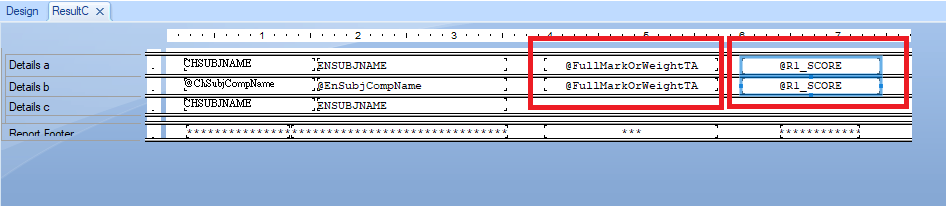 Design ResultC
1 2 3 4 5 6 7
Details a CHSUBJNAME ENSUBJNAME @FullMarkOrWeightTA @R1_SCORE
Details b @ChSubjCompName @EnSubjCompName @FullMarkOrWeightTA @R1_SCORE
Details c CHSUBJNAME ENSUBJNAME
Report Footer *************** ******************************** *** ************